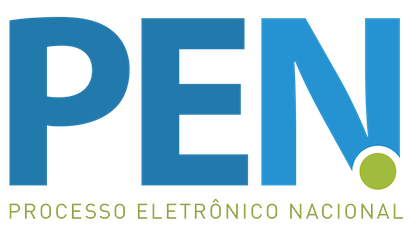 PEN
PROCESSO ELETRÔNICO NACIONAL